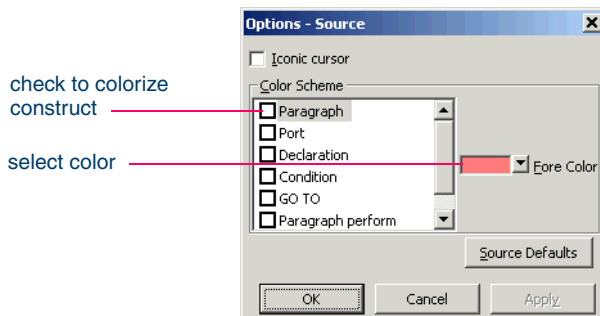 Options - Source
Iconic cursor
check to colorize
construct
Color Scheme
Paragraph
Port
Declaration
Condition
GO TO
Paragraph perform
select color
Fore Color
Source Defaults
OK
Cancel
Apply